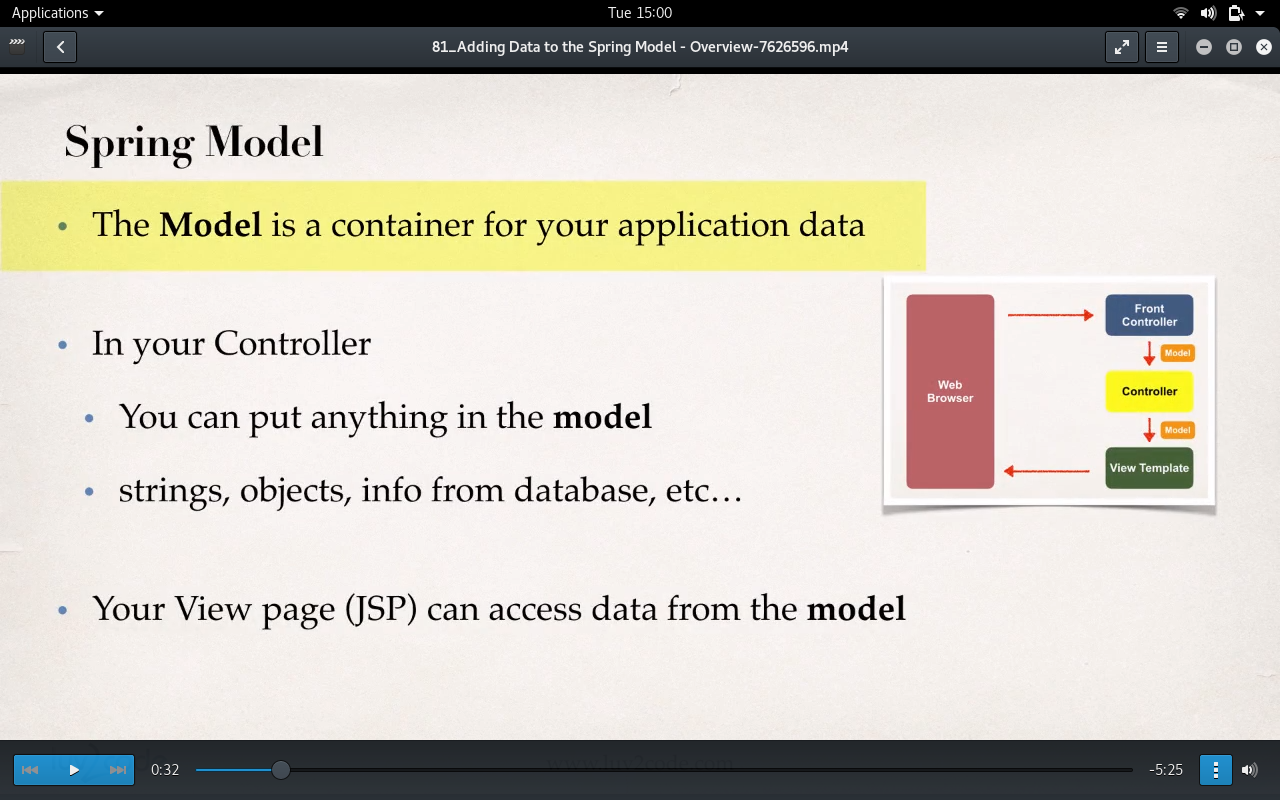 Applications
Tue 15:00
81_Adding Data to the Spring Model - Overview-7626596.mp4
Spring Model
• The Model is a container for your application data
• In your Controller
• You can put anything in the model
• strings, objects, info from database, etc…
• Your View page (JSP) can access data from the model
Web
Browser
Front
Controller
Model
Controller
Model
View Template
www.luv2code.com
0:32
-5:25